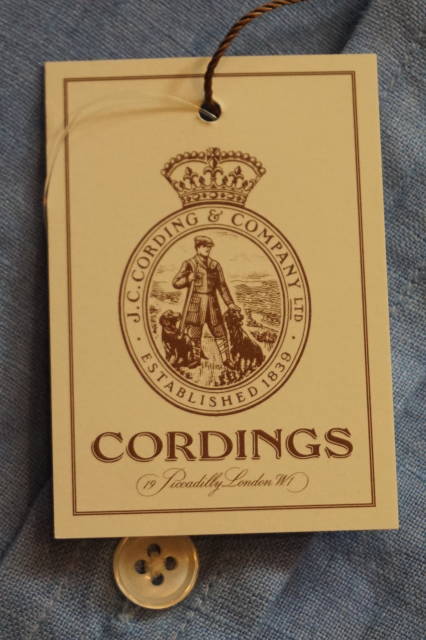 J.C. CORDING & COMPANY LTD
· ESTABLISHED 1839 ·
CORDINGS
19 Piccadilly London W1